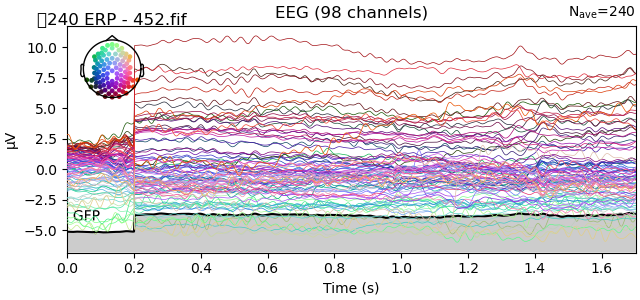 240 ERP - 452.fif
EEG (98 channels)
Nave=240
10.0
7.5
5.0
2.5
0.0
−2.5
−5.0
µV
GFP
0.0 0.2 0.4 0.6 0.8 1.0 1.2 1.4 1.6
Time (s)